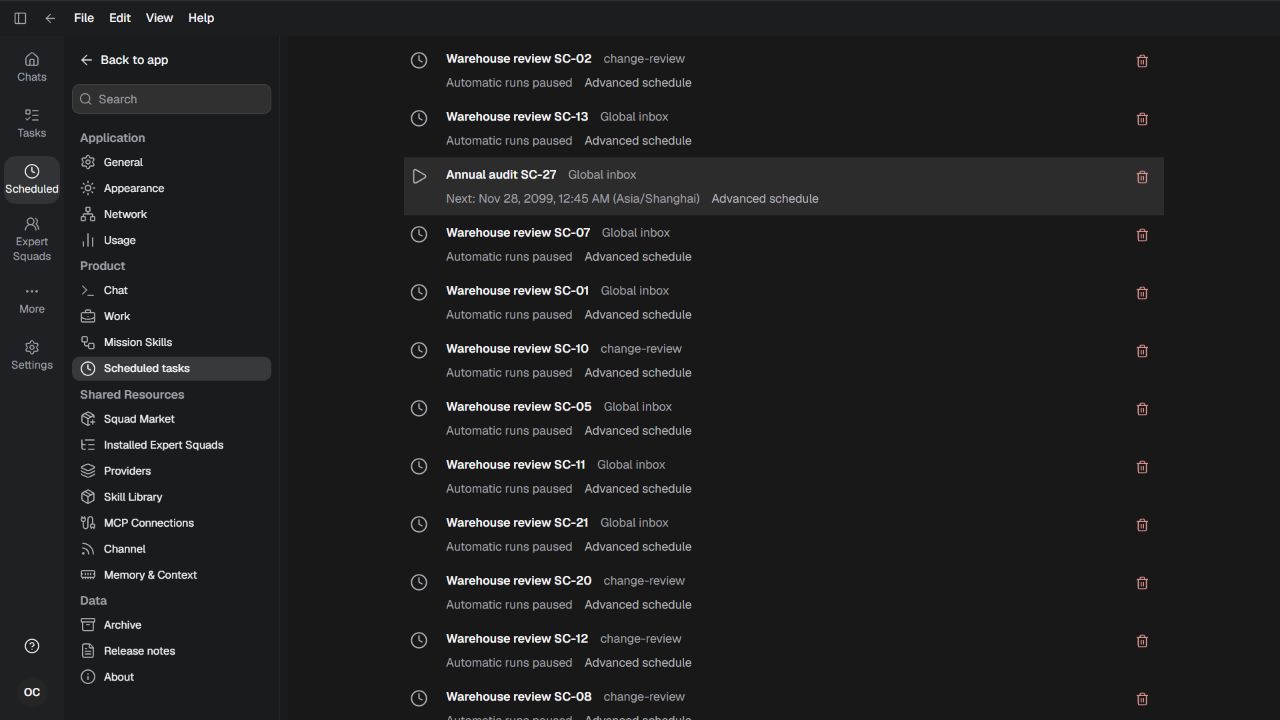 File Edit View Help
Chats
Tasks
Scheduled
Expert
Squads
More
Settings
OC
Back to app
Search
Application
General
Appearance
Network
Usage
Product
Chat
Work
Mission Skills
Scheduled tasks
Shared Resources
Squad Market
Installed Expert Squads
Providers
Skill Library
MCP Connections
Channel
Memory & Context
Data
Archive
Release notes
About
Warehouse review SC-02 change-review
Automatic runs paused Advanced schedule
Warehouse review SC-13 Global inbox
Automatic runs paused Advanced schedule
Annual audit SC-27 Global inbox
Next: Nov 28, 2099, 12:45 AM (Asia/Shanghai) Advanced schedule
Warehouse review SC-07 Global inbox
Automatic runs paused Advanced schedule
Warehouse review SC-01 Global inbox
Automatic runs paused Advanced schedule
Warehouse review SC-10 change-review
Automatic runs paused Advanced schedule
Warehouse review SC-05 Global inbox
Automatic runs paused Advanced schedule
Warehouse review SC-11 Global inbox
Automatic runs paused Advanced schedule
Warehouse review SC-21 Global inbox
Automatic runs paused Advanced schedule
Warehouse review SC-20 change-review
Automatic runs paused Advanced schedule
Warehouse review SC-12 change-review
Automatic runs paused Advanced schedule
Warehouse review SC-08 change-review
Automatic runs paused Advanced schedule